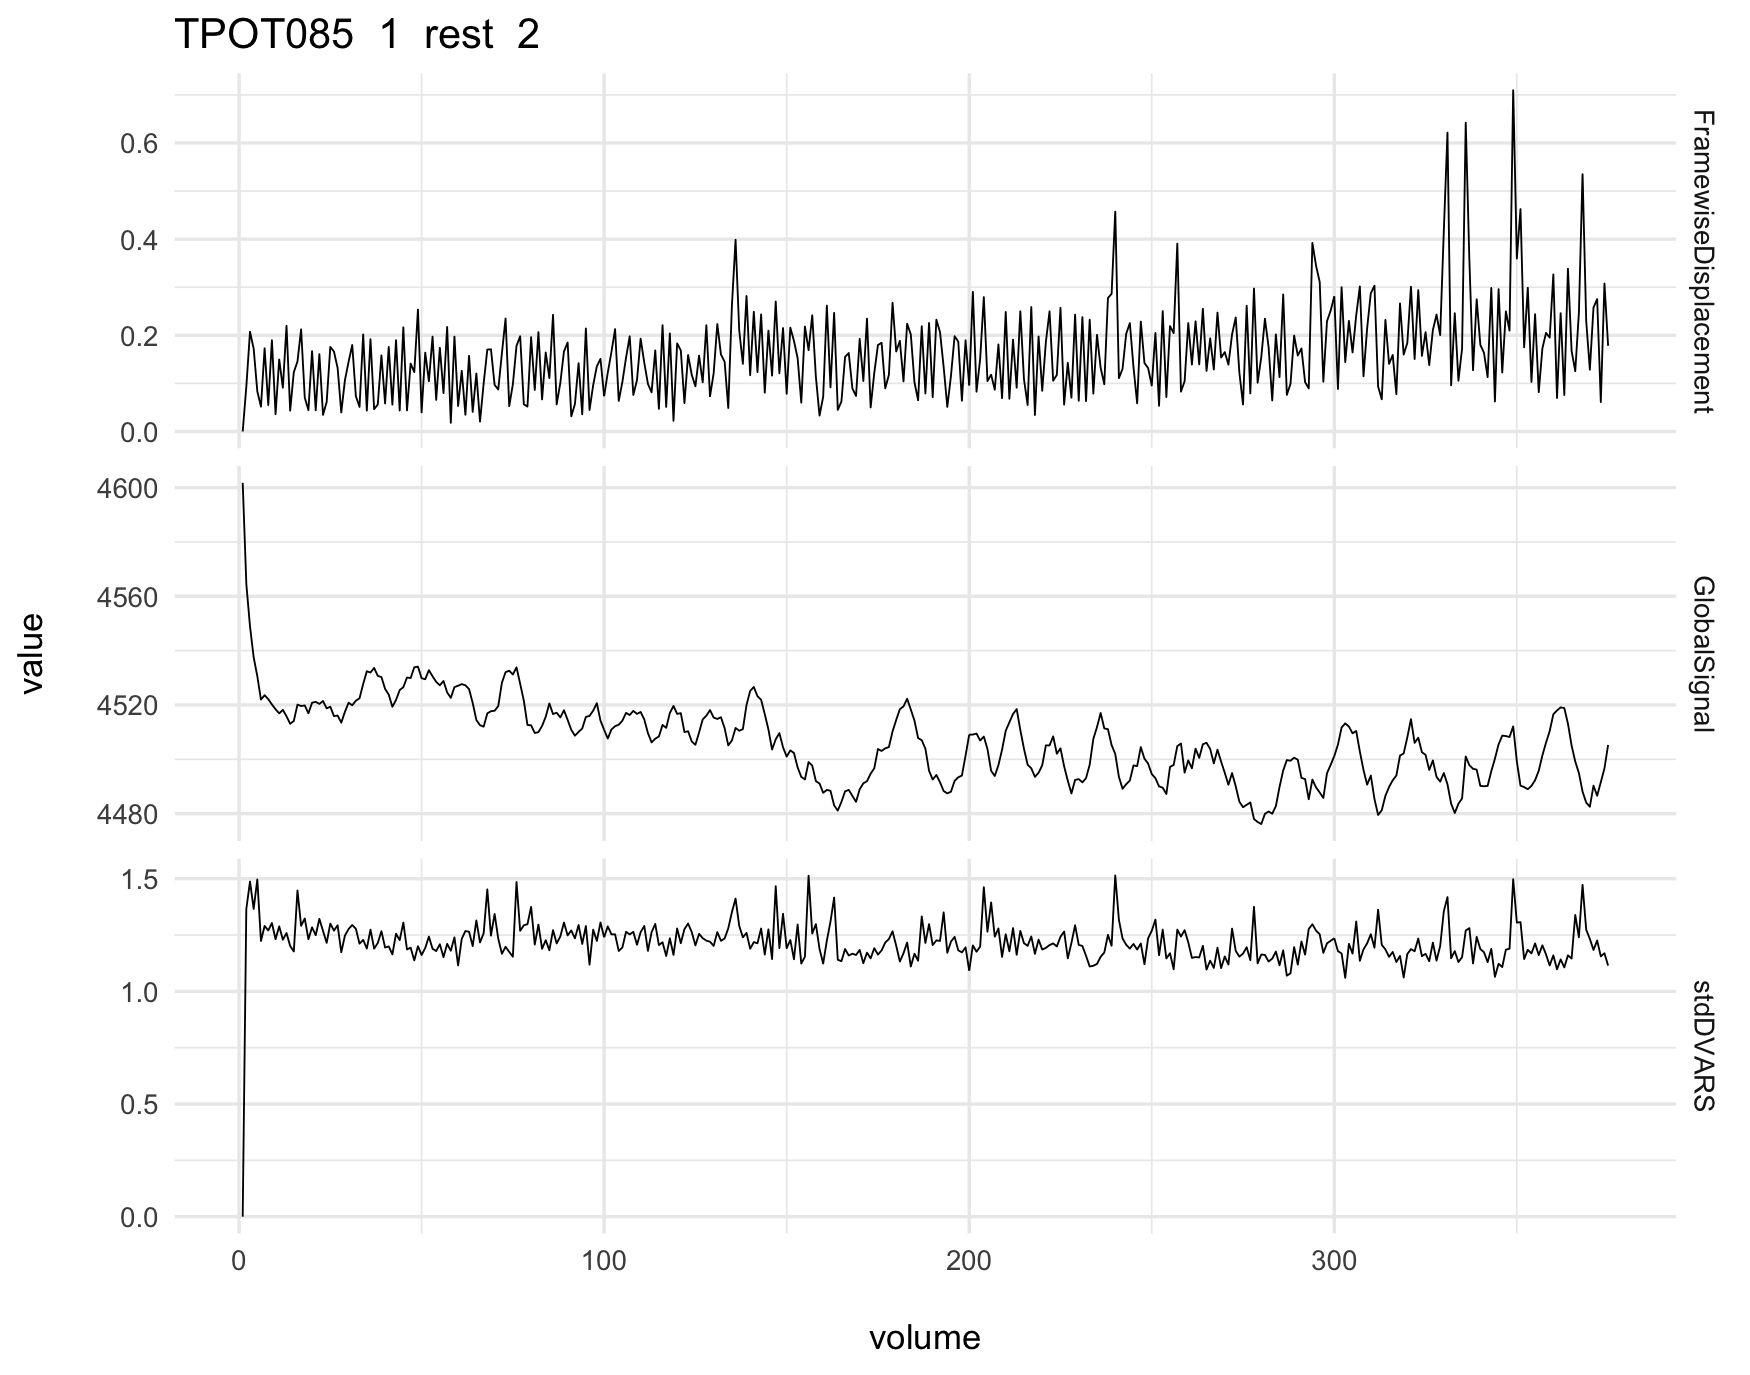 TPOT085 1 rest 2
0.6
0.4
0.2
0.0
FramewiseDisplacement
4600
4560
4520
4480
GlobalSignal
1.5
1.0
0.5
0.0
stdDVARS
value
0 100 200 300
volume